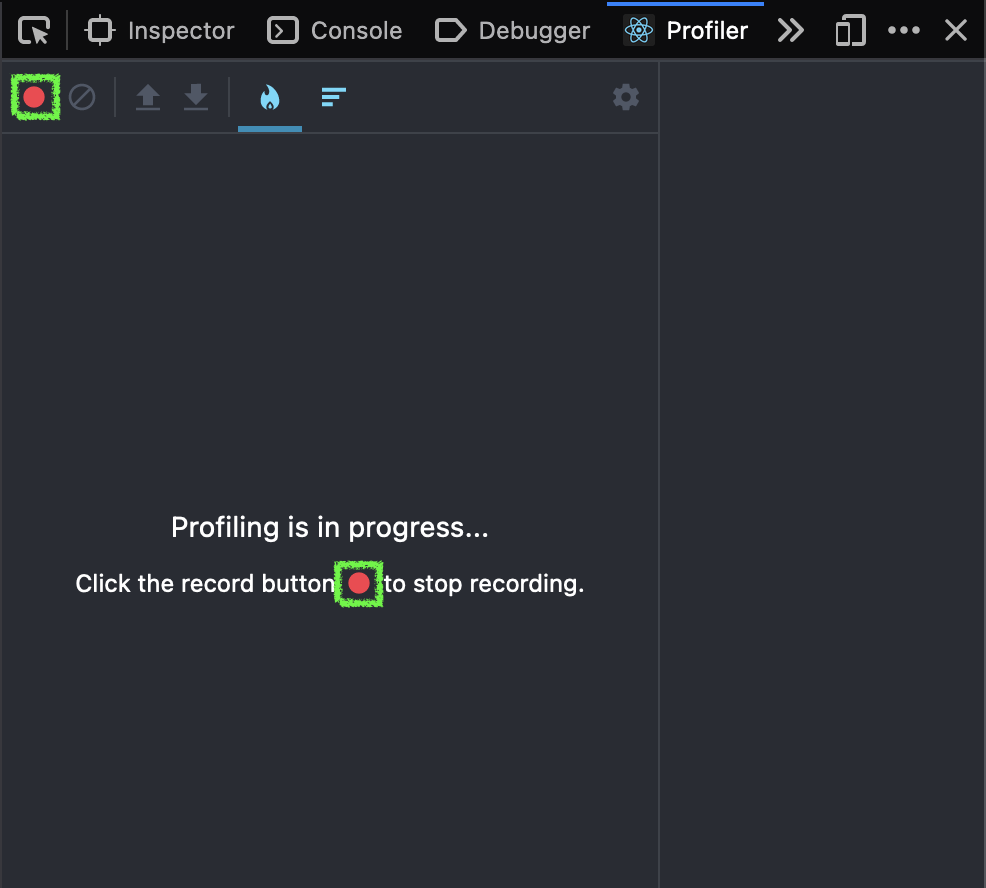 Inspector Console Debugger Profiler
Profiling is in progress...
Click the record button to stop recording.